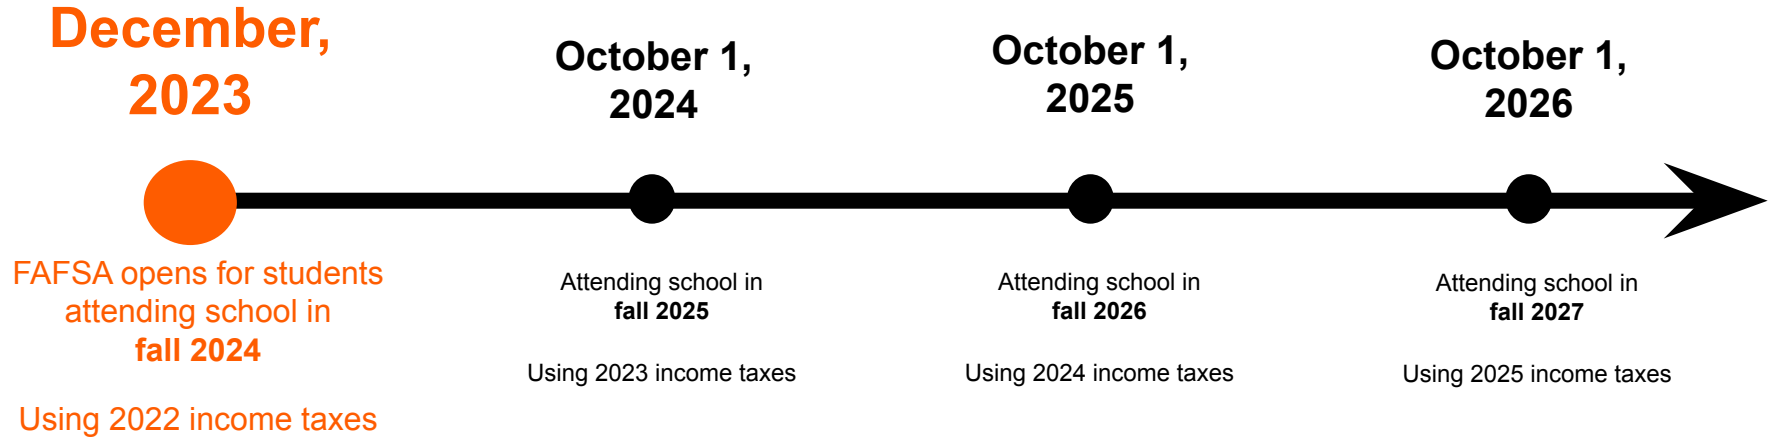 December,
2023
FAFSA opens for students
attending school in
fall 2024
Using 2022 income taxes
October 1,
2024
Attending school in
fall 2025
Using 2023 income taxes
October 1,
2025
Attending school in
fall 2026
Using 2024 income taxes
October 1,
2026
Attending school in
fall 2027
Using 2025 income taxes